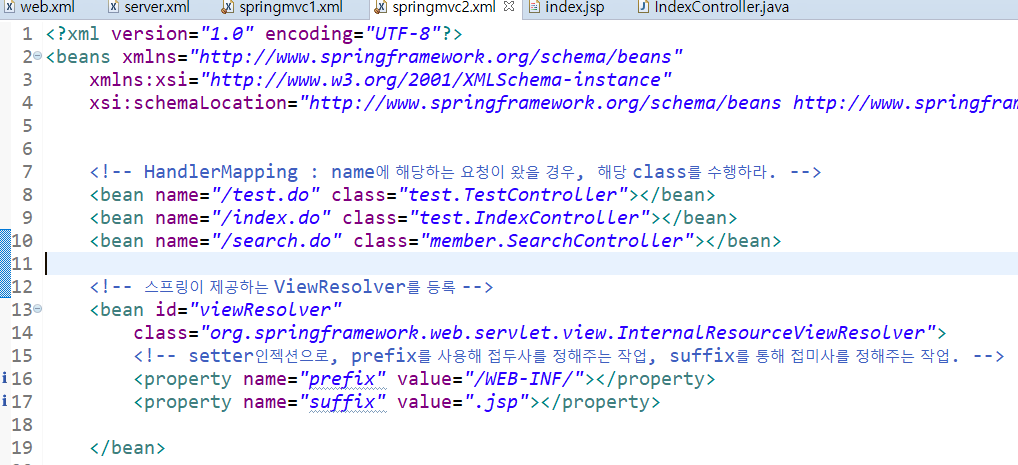 web.xml server.xml springmvc1.xml springmvc2.xml index.jsp IndexController.java
1 <?xml version="1.0" encoding="UTF-8"?>
2 <beans xmlns="http://www.springframework.org/schema/beans"
3 xmlns:xsi="http://www.w3.org/2001/XMLSchema-instance"
4 xsi:schemaLocation="http://www.springframework.org/schema/beans http://www.springfram
5
6
7 <!-- HandlerMapping : name에 해당하는 요청이 왔을 경우, 해당 class를 수행하라. -->
8 <bean name="/test.do" class="test.TestController"></bean>
9 <bean name="/index.do" class="test.IndexController"></bean>
10 <bean name="/search.do" class="member.SearchController"></bean>
11
12 <!-- 스프링이 제공하는 ViewResolver를 등록 -->
13 <bean id="viewResolver"
14 class="org.springframework.web.servlet.view.InternalResourceViewResolver">
15 <!-- setter인젝션으로, prefix를 사용해 접두사를 정해주는 작업, suffix를 통해 접미사를 정해주는 작업. -->
16 <property name="prefix" value="/WEB-INF/"></property>
17 <property name="suffix" value=".jsp"></property>
18
19 </bean>